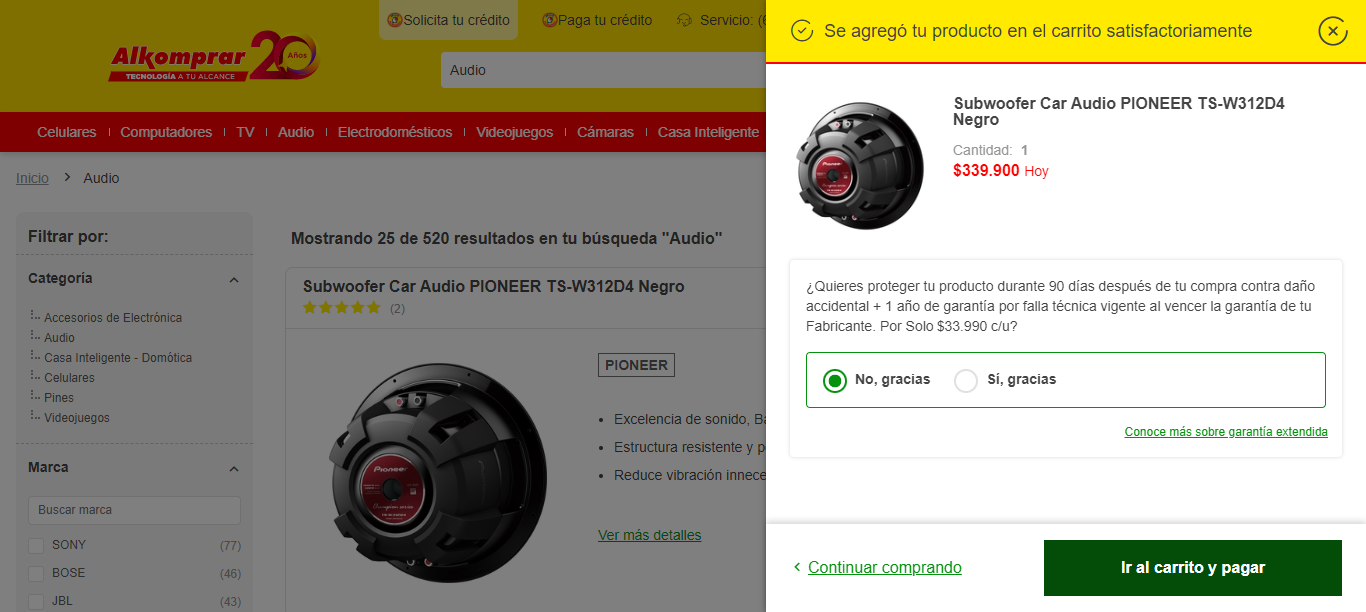 Solicita tu crédito
Paga tu crédito
Servicio: (6
Alkomprar 20 Años
TECNOLOGÍA A TU ALCANCE
Audio
Celulares
Computadores
TV
Audio
Electrodomésticos
Videojuegos
Cámaras
Casa Inteligente
Inicio > Audio
Filtrar por:
Categoría
Accesorios de Electrónica
Audio
Casa Inteligente - Domótica
Celulares
Pines
Videojuegos
Marca
Buscar marca
SONY (77)
BOSE (46)
JBL (43)
Mostrando 25 de 520 resultados en tu búsqueda "Audio"
Subwoofer Car Audio PIONEER TS-W312D4 Negro
(2)
Pioneer
PIONEER
Excelencia de sonido, Ba
Estructura resistente y p
Reduce vibración innece
Ver más detalles
Se agregó tu producto en el carrito satisfactoriamente
Pioneer
Subwoofer Car Audio PIONEER TS-W312D4
Negro
Cantidad: 1
$339.900 Hoy
¿Quieres proteger tu producto durante 90 días después de tu compra contra daño
accidental + 1 año de garantía por falla técnica vigente al vencer la garantía de tu
Fabricante. Por Solo $33.990 c/u?
No, gracias
Sí, gracias
Conoce más sobre garantía extendida
< Continuar comprando
Ir al carrito y pagar